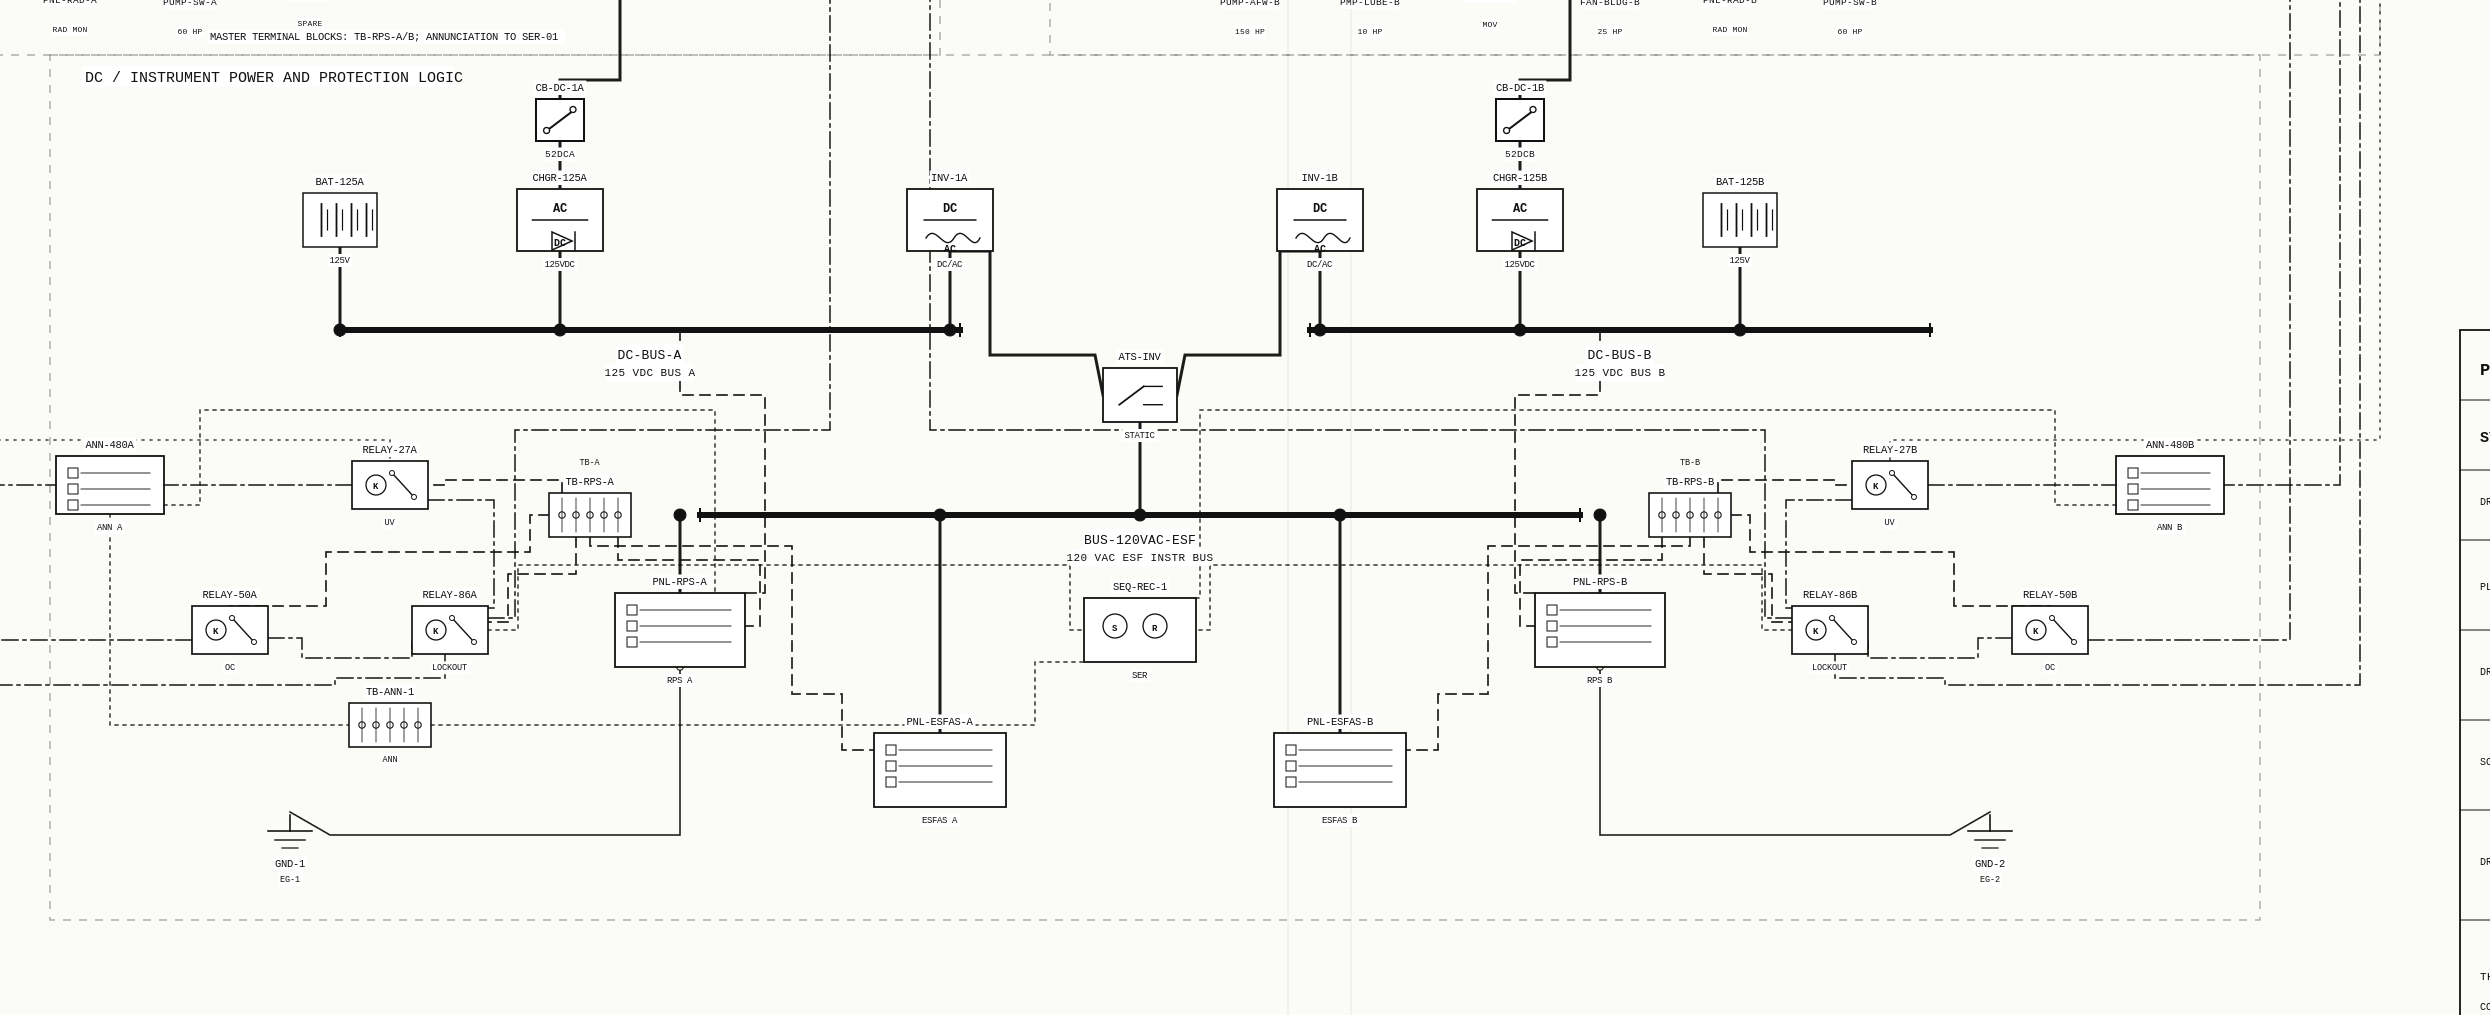 PNL-RAD-A
PUMP-SW-A
PUMP-AFW-B
PMP-LUBE-B
FAN-BLDG-B
PNL-RAD-B
PUMP-SW-B
RAD MON
60 HP
SPARE
150 HP
10 HP
MOV
25 HP
RAD MON
60 HP
MASTER TERMINAL BLOCKS: TB-RPS-A/B; ANNUNCIATION TO SER-01
DC / INSTRUMENT POWER AND PROTECTION LOGIC
CB-DC-1A
CB-DC-1B
52DCA
52DCB
BAT-125A
CHGR-125A
INV-1A
INV-1B
CHGR-125B
BAT-125B
AC
DC
DC
AC
DC
AC
AC
DC
125V
125VDC
DC/AC
DC/AC
125VDC
125V
DC-BUS-A
125 VDC BUS A
ATS-INV
DC-BUS-B
125 VDC BUS B
STATIC
ANN-480A
RELAY-27A
TB-A
TB-RPS-A
TB-B
TB-RPS-B
RELAY-27B
ANN-480B
K
K
ANN A
UV
UV
ANN B
BUS-120VAC-ESF
120 VAC ESF INSTR BUS
RELAY-50A
RELAY-86A
PNL-RPS-A
SEQ-REC-1
PNL-RPS-B
RELAY-86B
RELAY-50B
K
K
S
R
K
K
OC
LOCKOUT
RPS A
SER
RPS B
LOCKOUT
OC
TB-ANN-1
PNL-ESFAS-A
PNL-ESFAS-B
ANN
ESFAS A
ESFAS B
GND-1
EG-1
GND-2
EG-2
P
DR
PL
DR
SC
DR
TH
CO